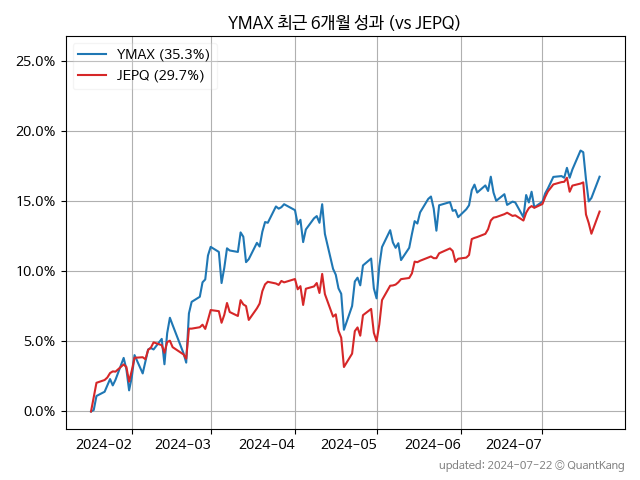 YMAX 최근 6개월 성과 (vs JEPQ)
YMAX (35.3%)
JEPQ (29.7%)
25.0%
20.0%
15.0%
10.0%
5.0%
0.0%
2024-02 2024-03 2024-04 2024-05 2024-06 2024-07
updated: 2024-07-22 © QuantKang